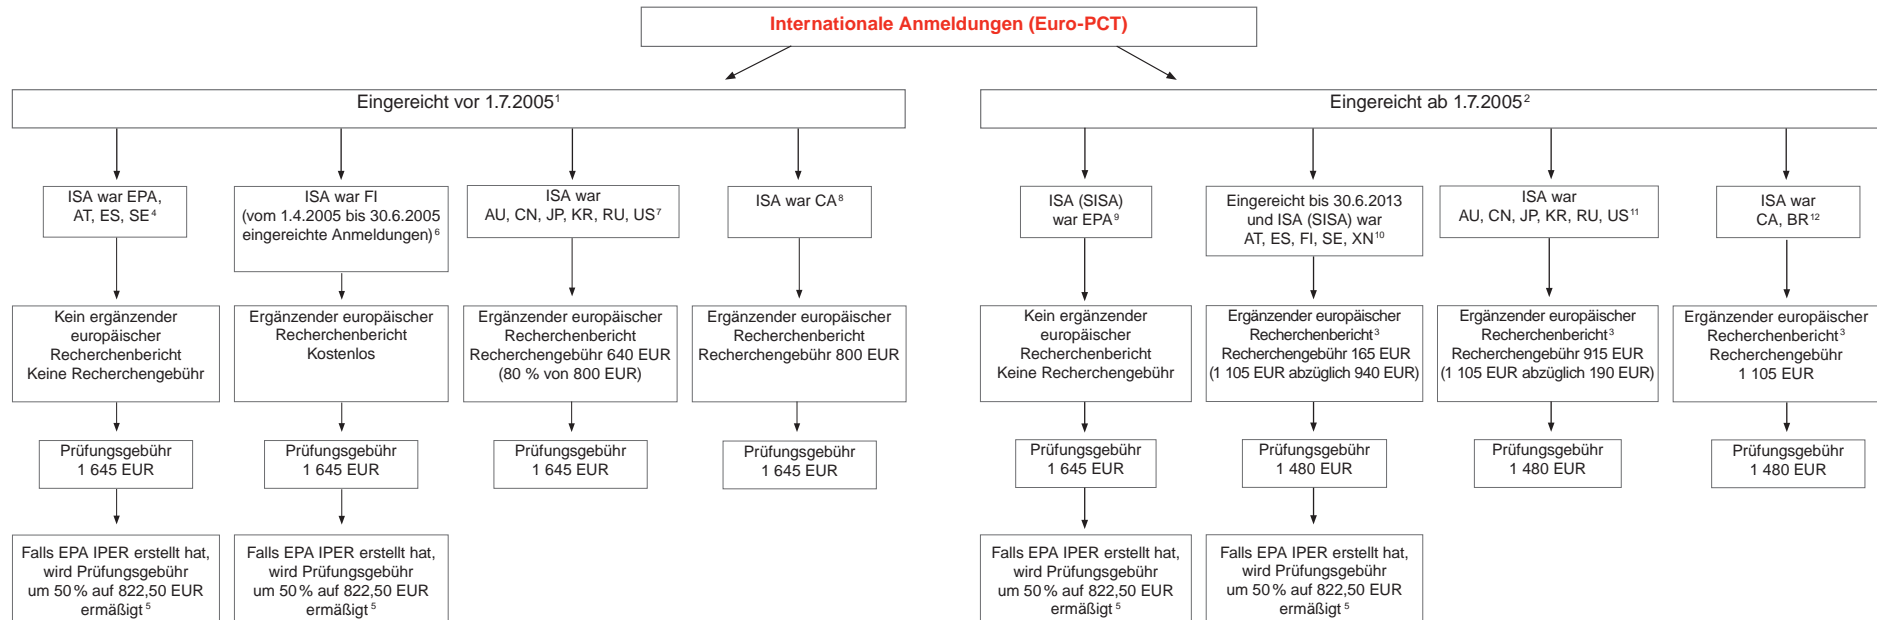 Internationale Anmeldungen (Euro-PCT)
Eingereicht vor 1.7.2005¹
Eingereicht ab 1.7.2005²
ISA war EPA,
AT, ES, SE⁴
ISA war FI
(vom 1.4.2005 bis 30.6.2005
eingereichte Anmeldungen)⁶
ISA war
AU, CN, JP, KR, RU, US⁷
ISA war CA⁸
ISA (SISA)
war EPA⁹
Eingereicht bis 30.6.2013
und ISA (SISA) war
AT, ES, FI, SE, XN¹⁰
ISA war
AU, CN, JP, KR, RU, US¹¹
ISA war
CA, BR¹²
Kein ergänzender
europäischer
Recherchenbericht
Keine Recherchengebühr
Ergänzender europäischer
Recherchenbericht
Kostenlos
Ergänzender europäischer
Recherchenbericht
Recherchengebühr 640 EUR
(80 % von 800 EUR)
Ergänzender europäischer
Recherchenbericht
Recherchengebühr 800 EUR
Kein ergänzender
europäischer
Recherchenbericht
Keine Recherchengebühr
Ergänzender europäischer
Recherchenbericht³
Recherchengebühr 165 EUR
(1 105 EUR abzüglich 940 EUR)
Ergänzender europäischer
Recherchenbericht³
Recherchengebühr 915 EUR
(1 105 EUR abzüglich 190 EUR)
Ergänzender europäischer
Recherchenbericht³
Recherchengebühr
1 105 EUR
Prüfungsgebühr
1 645 EUR
Prüfungsgebühr
1 645 EUR
Prüfungsgebühr
1 645 EUR
Prüfungsgebühr
1 645 EUR
Prüfungsgebühr
1 645 EUR
Prüfungsgebühr
1 480 EUR
Prüfungsgebühr
1 480 EUR
Prüfungsgebühr
1 480 EUR
Falls EPA IPER erstellt hat,
wird Prüfungsgebühr
um 50 % auf 822,50 EUR
ermäßigt⁵
Falls EPA IPER erstellt hat,
wird Prüfungsgebühr
um 50 % auf 822,50 EUR
ermäßigt⁵
Falls EPA IPER erstellt hat,
wird Prüfungsgebühr
um 50 % auf 822,50 EUR
ermäßigt⁵
Falls EPA IPER erstellt hat,
wird Prüfungsgebühr
um 50 % auf 822,50 EUR
ermäßigt⁵